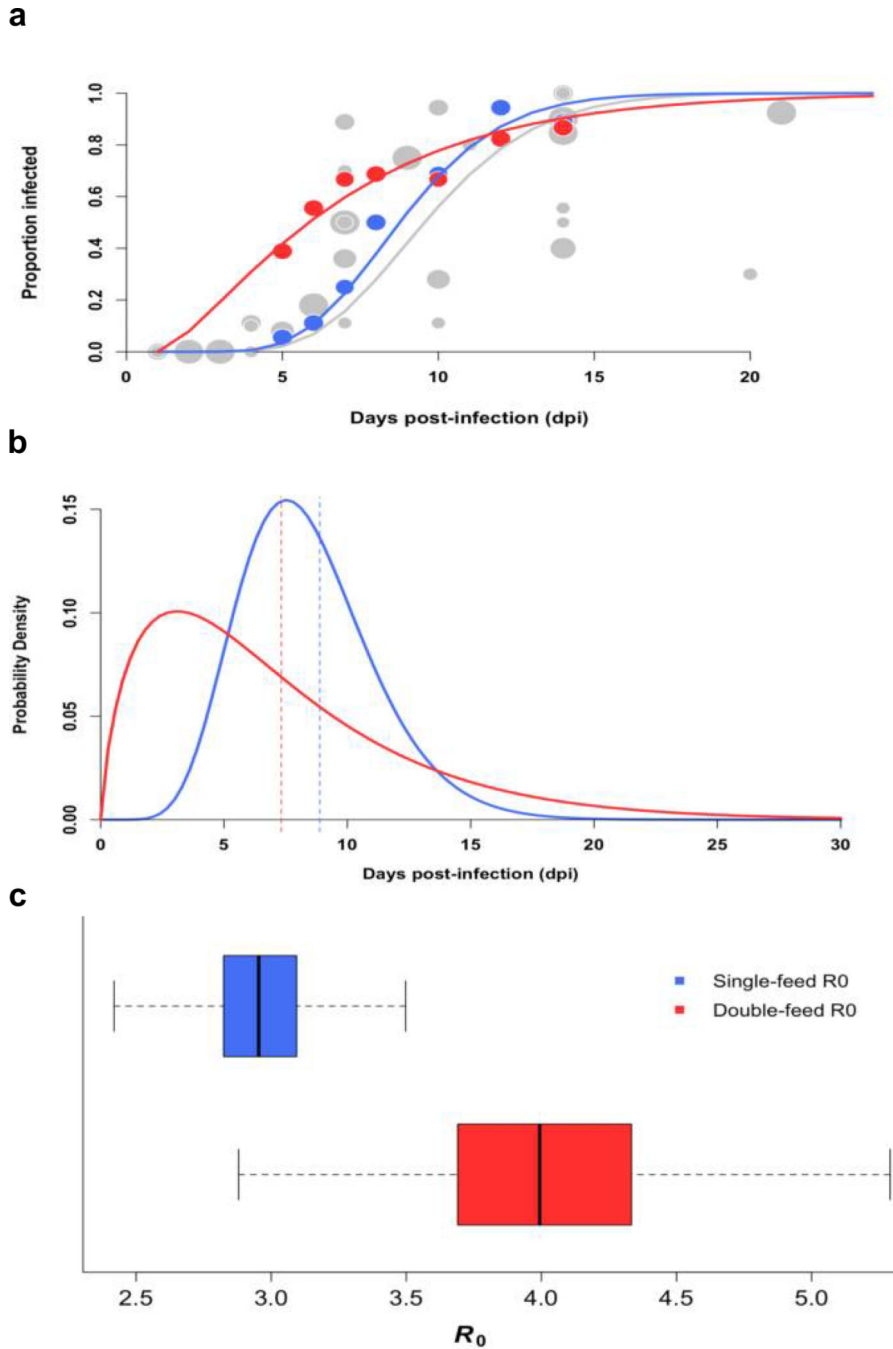 a
1.0
0.8
0.6
0.4
0.2
0.0
Proportion infected
0 5 10 15 20
Days post-infection (dpi)
b
0.15
0.10
0.05
0.00
Probability Density
0 5 10 15 20 25 30
Days post-infection (dpi)
c
Single-feed R0
Double-feed R0
2.5 3.0 3.5 4.0 4.5 5.0
R₀